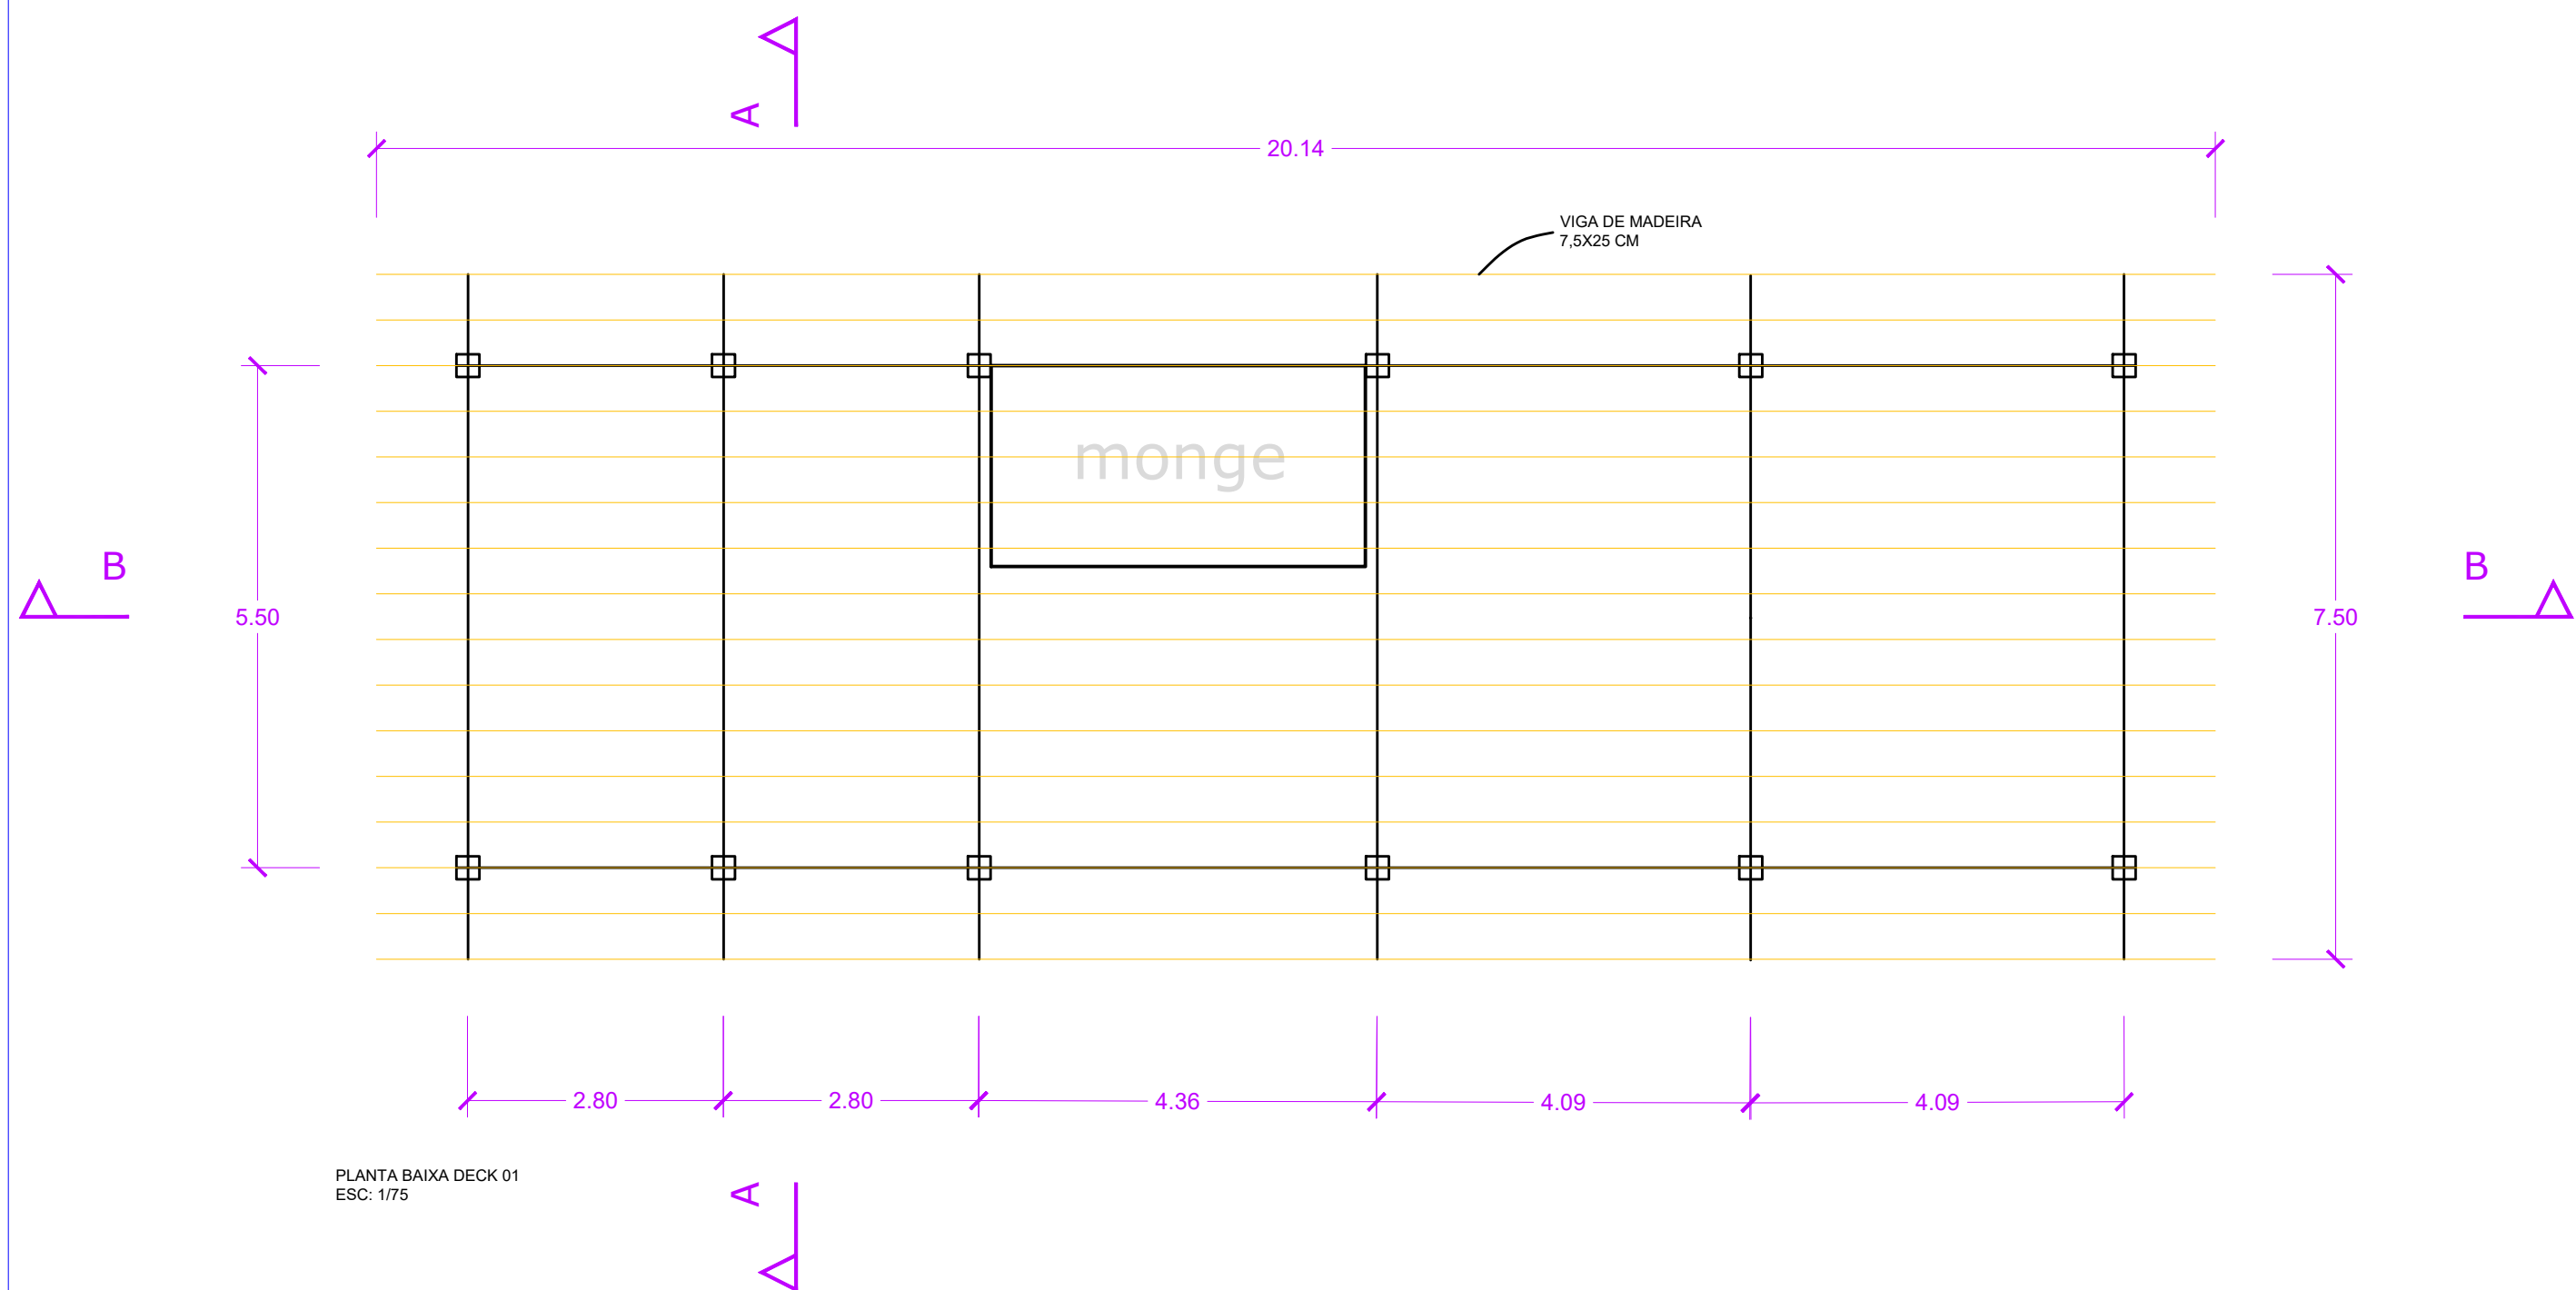 A
20.14
VIGA DE MADEIRA
7,5X25 CM
monge
B
B
5.50
7.50
2.80
2.80
4.36
4.09
4.09
PLANTA BAIXA DECK 01
ESC: 1/75
A